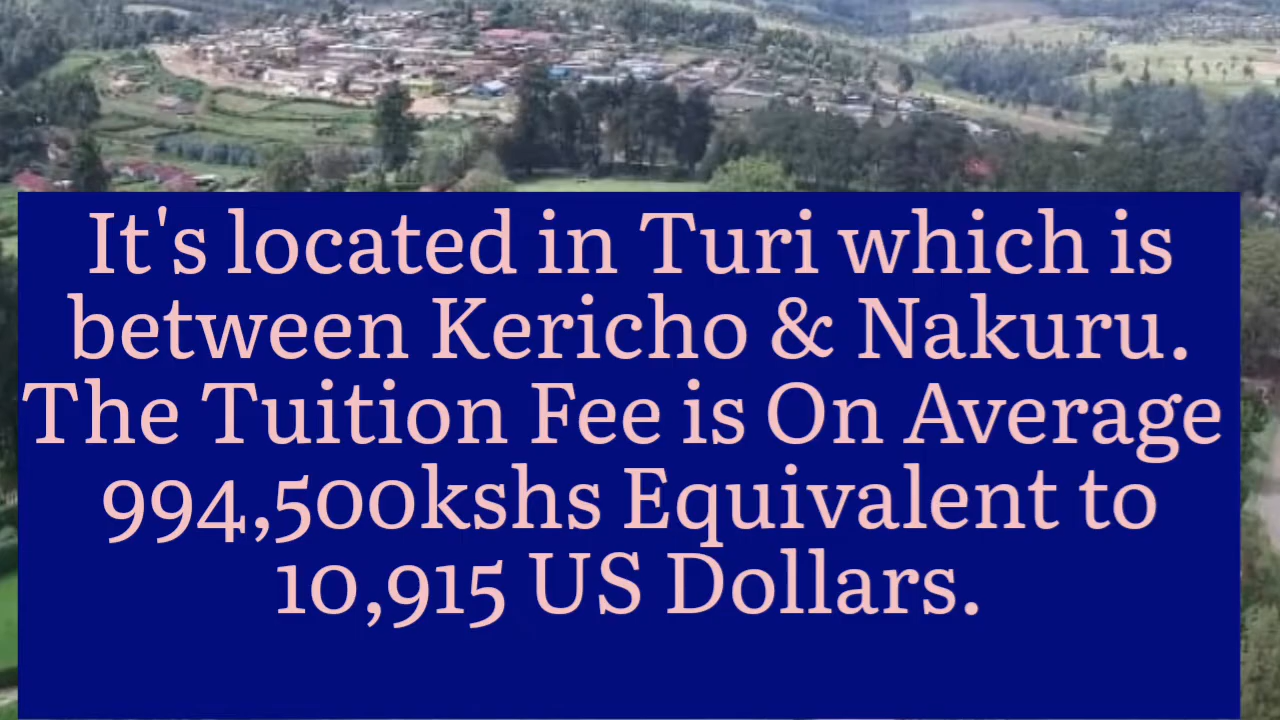 It's located in Turi which is
between Kericho & Nakuru.
The Tuition Fee is On Average
994,500kshs Equivalent to
10,915 US Dollars.